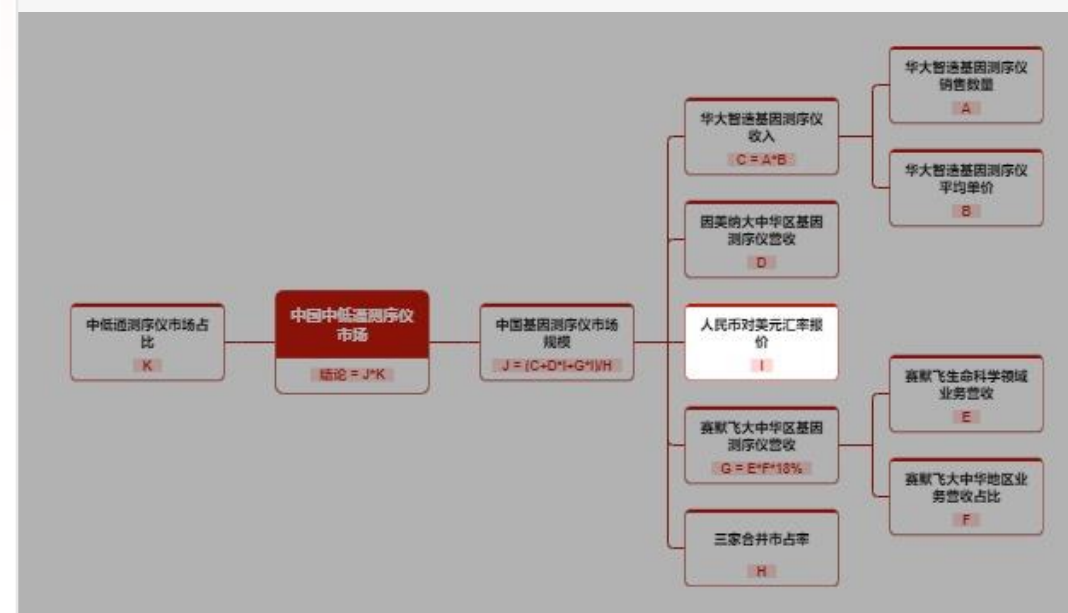 华大智造基因测序仪
销售数量
A
华大智造基因测序仪
收入
C = A*B
华大智造基因测序仪
平均单价
B
因美纳大中华区基因
测序仪营收
D
中低通测序仪市场占
比
K
中国中低通测序仪
市场
结论 = J*K
中国基因测序仪市场
规模
J = (C+D*I+G*I)/H
人民币对美元汇率报
价
I
赛默飞生命科学领域
业务营收
E
赛默飞大中华区基因
测序仪营收
G = E*F*18%
赛默飞大中华地区业
务营收占比
F
三家合并市占率
H